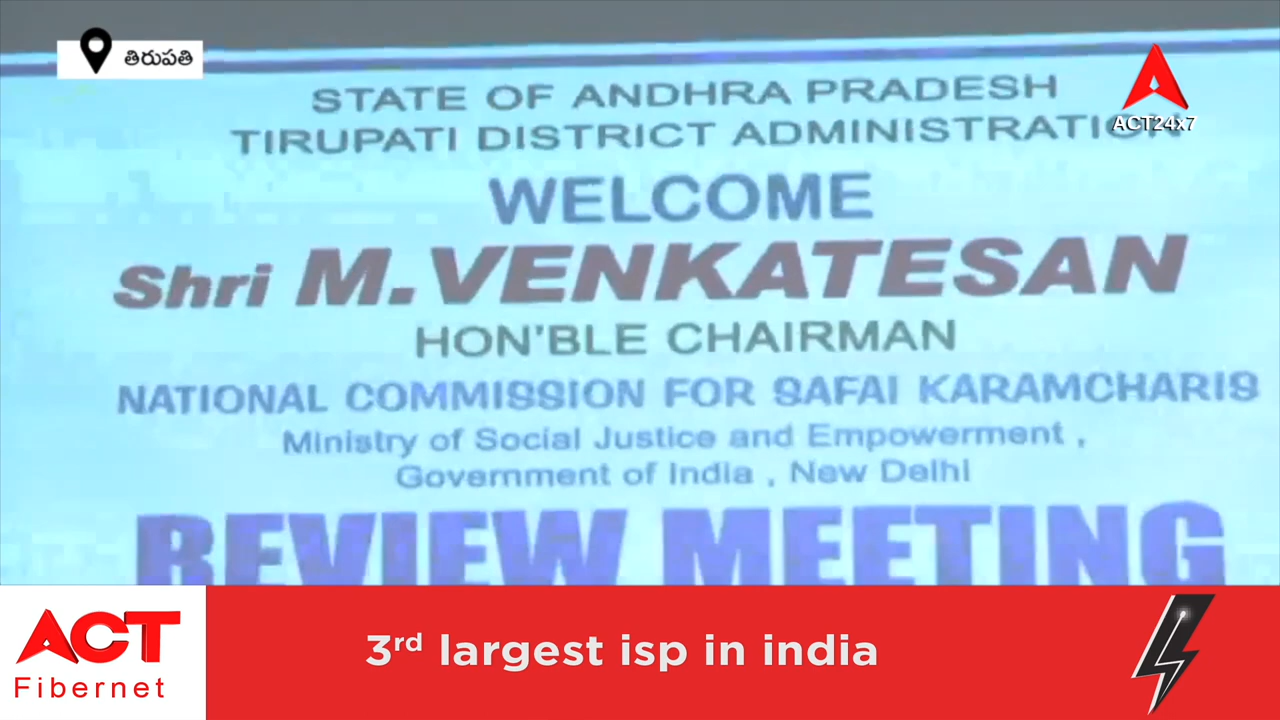 తిరుపతి
STATE OF ANDHRA PRADESH
TIRUPATI DISTRICT ADMINISTRATIO
ACT24x7
WELCOME
Shri M.VENKATESAN
HON'BLE CHAIRMAN
NATIONAL COMMISSION FOR SAFAI KARAMCHARIS
Ministry of Social Justice and Empowerment ,
Government of India , New Delhi
REVIEW MEETING
ACT
Fibernet
3rd largest isp in india